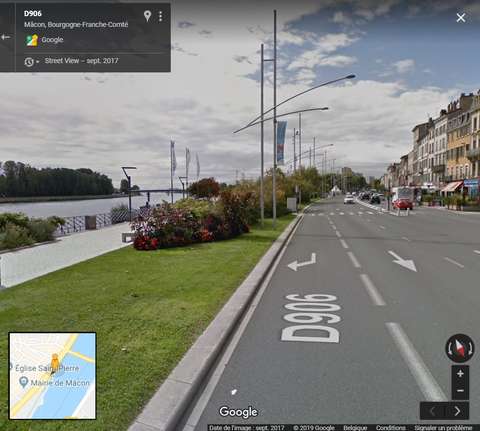 D906
Mâcon, Bourgogne-Franche-Comté
Google
Street View – sept. 2017
D906
Église Saint-Pierre
Mairie de Mâcon
Google
Date de l'image : sept. 2017 © 2019 Google Belgique Conditions Signaler un problème